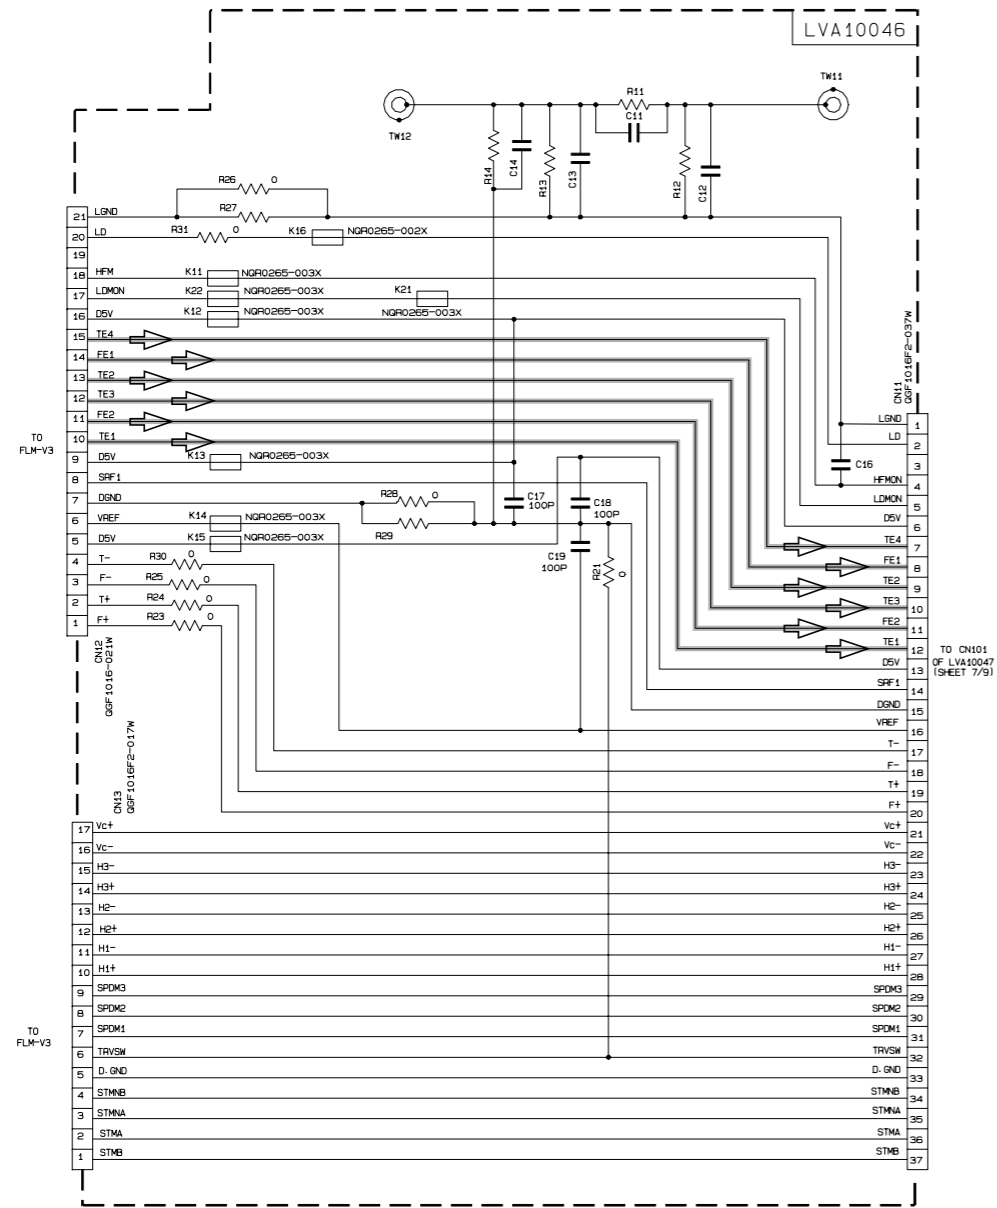 LVA10046
TW11
TW12
R11
C11
R14
C14
R13
C13
R12
C12
R26 0
R27
R31 0
K16 NQR0265-002X
K11 NQR0265-003X
K22 NQR0265-003X
K21
NQR0265-003X
K12 NQR0265-003X
21 LGND
20 LD
19
18 HFM
17 LDMON
16 D5V
15 TE4
14 FE1
13 TE2
12 TE3
11 FE2
10 TE1
9 D5V
8 SRF1
7 DGND
6 VREF
5 D5V
4 T-
3 F-
2 T+
1 F+
TO
FLM-V3
K13 NQR0265-003X
R28 0
R29
K14 NQR0265-003X
K15 NQR0265-003X
R30 0
R25 0
R24 0
R23 0
C17
100P
C18
100P
C19
100P
R21 0
C16
CN12
QGF1016-021W
CN13
QGF1016F2-017W
CN11
QGF1016F2-037W
LGND 1
LD 2
3
HFMON 4
LDMON 5
D5V 6
TE4 7
FE1 8
TE2 9
TE3 10
FE2 11
TE1 12
D5V 13
SRF1 14
DGND 15
VREF 16
T- 17
F- 18
T+ 19
F+ 20
TO CN101
OF LVA10047
(SHEET 7/9)
17 Vc+ Vc+ 21
16 Vc- Vc- 22
15 H3- H3- 23
14 H3+ H3+ 24
13 H2- H2- 25
12 H2+ H2+ 26
11 H1- H1- 27
10 H1+ H1+ 28
9 SPDM3 SPDM3 29
8 SPDM2 SPDM2 30
7 SPDM1 SPDM1 31
6 TRVSW TRVSW 32
5 D.GND D.GND 33
4 STMNB STMNB 34
3 STMNA STMNA 35
2 STMA STMA 36
1 STMB STMB 37
TO
FLM-V3